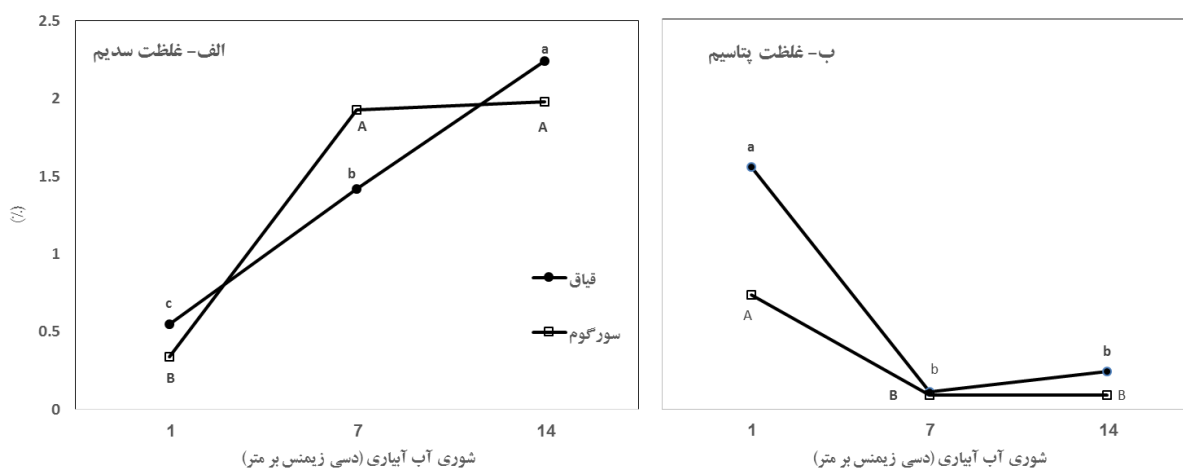 الف- غلظت سدیم
2.5
2
1.5
1
0.5
0
(٪)
a
A
A
b
c
B
قیاق
سورگوم
1 7 14
شوری آب آبیاری (دسی زیمنس بر متر)
ب- غلظت پتاسیم
a
A
b
B
b
B
1 7 14
شوری آب آبیاری (دسی زیمنس بر متر)